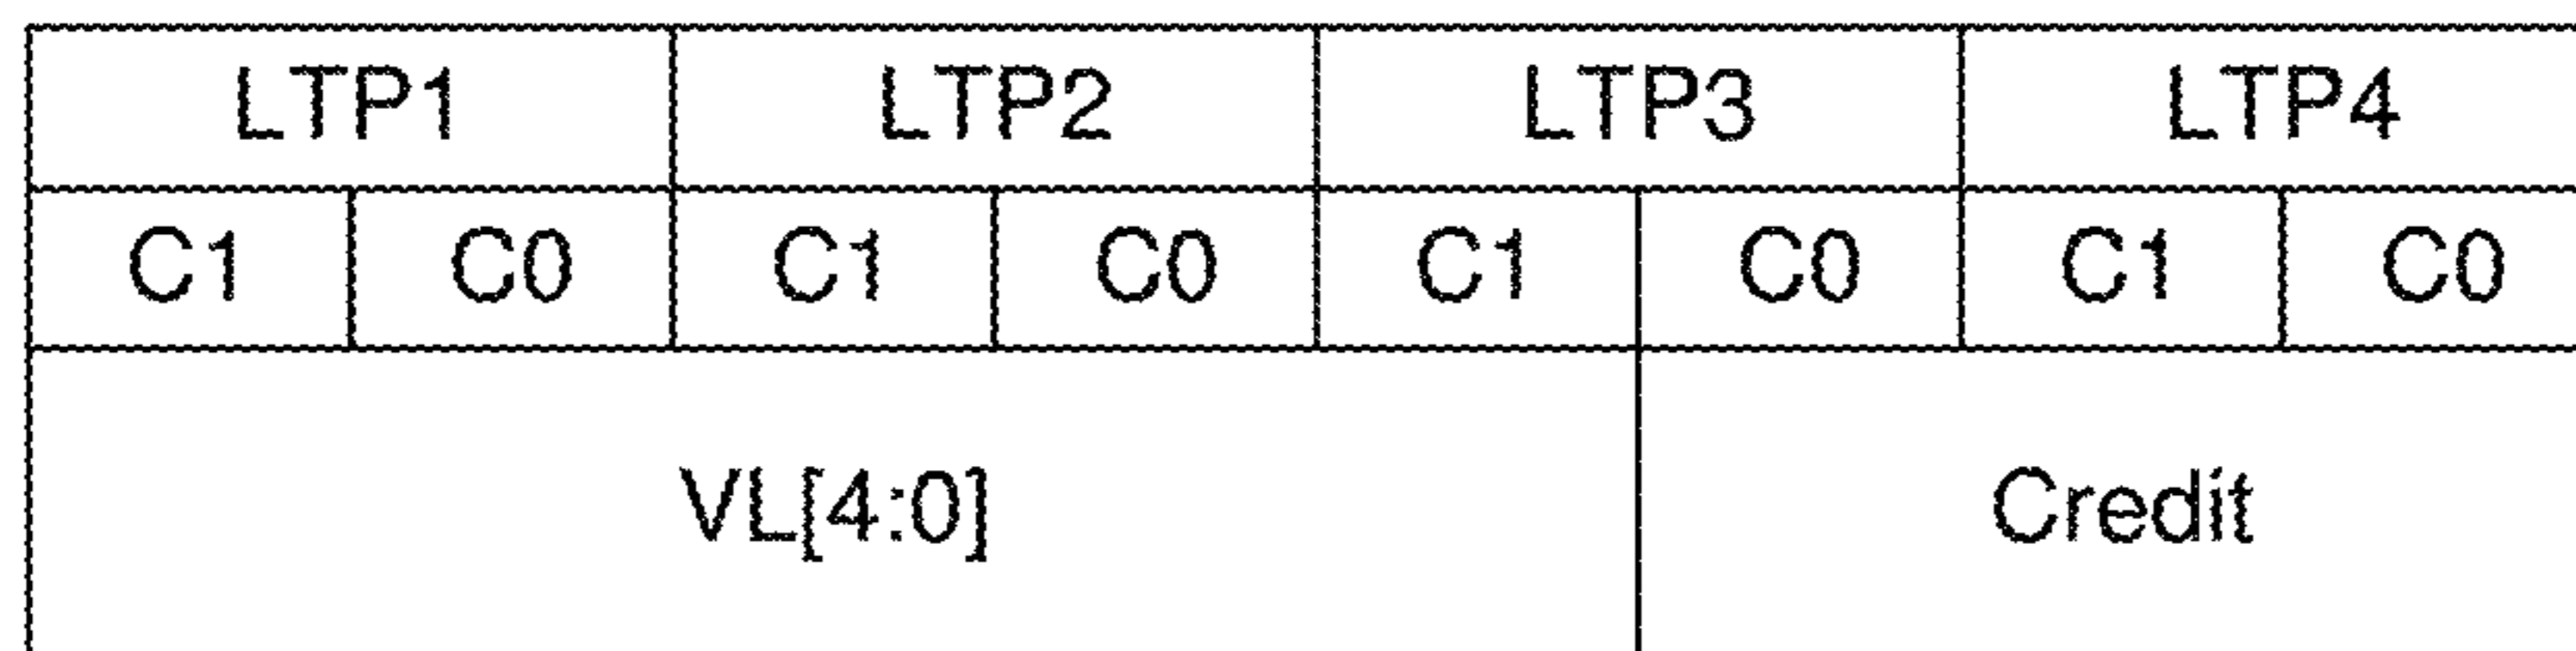 LTP1 LTP2 LTP3 LTP4
C1 C0 C1 C0 C1 C0 C1 C0
VL[4:0] Credit